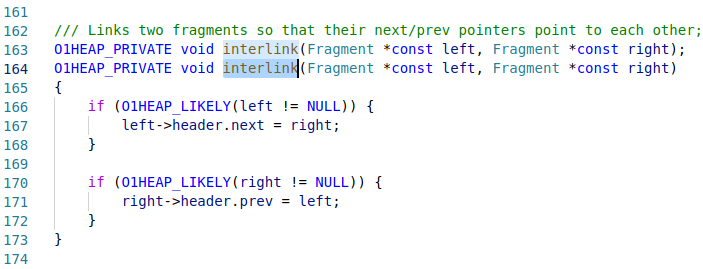 161
162 /// Links two fragments so that their next/prev pointers point to each other;
163 O1HEAP_PRIVATE void interlink(Fragment *const left, Fragment *const right);
164 O1HEAP_PRIVATE void interlink(Fragment *const left, Fragment *const right)
165 {
166 if (O1HEAP_LIKELY(left != NULL)) {
167 left->header.next = right;
168 }
169
170 if (O1HEAP_LIKELY(right != NULL)) {
171 right->header.prev = left;
172 }
173 }
174